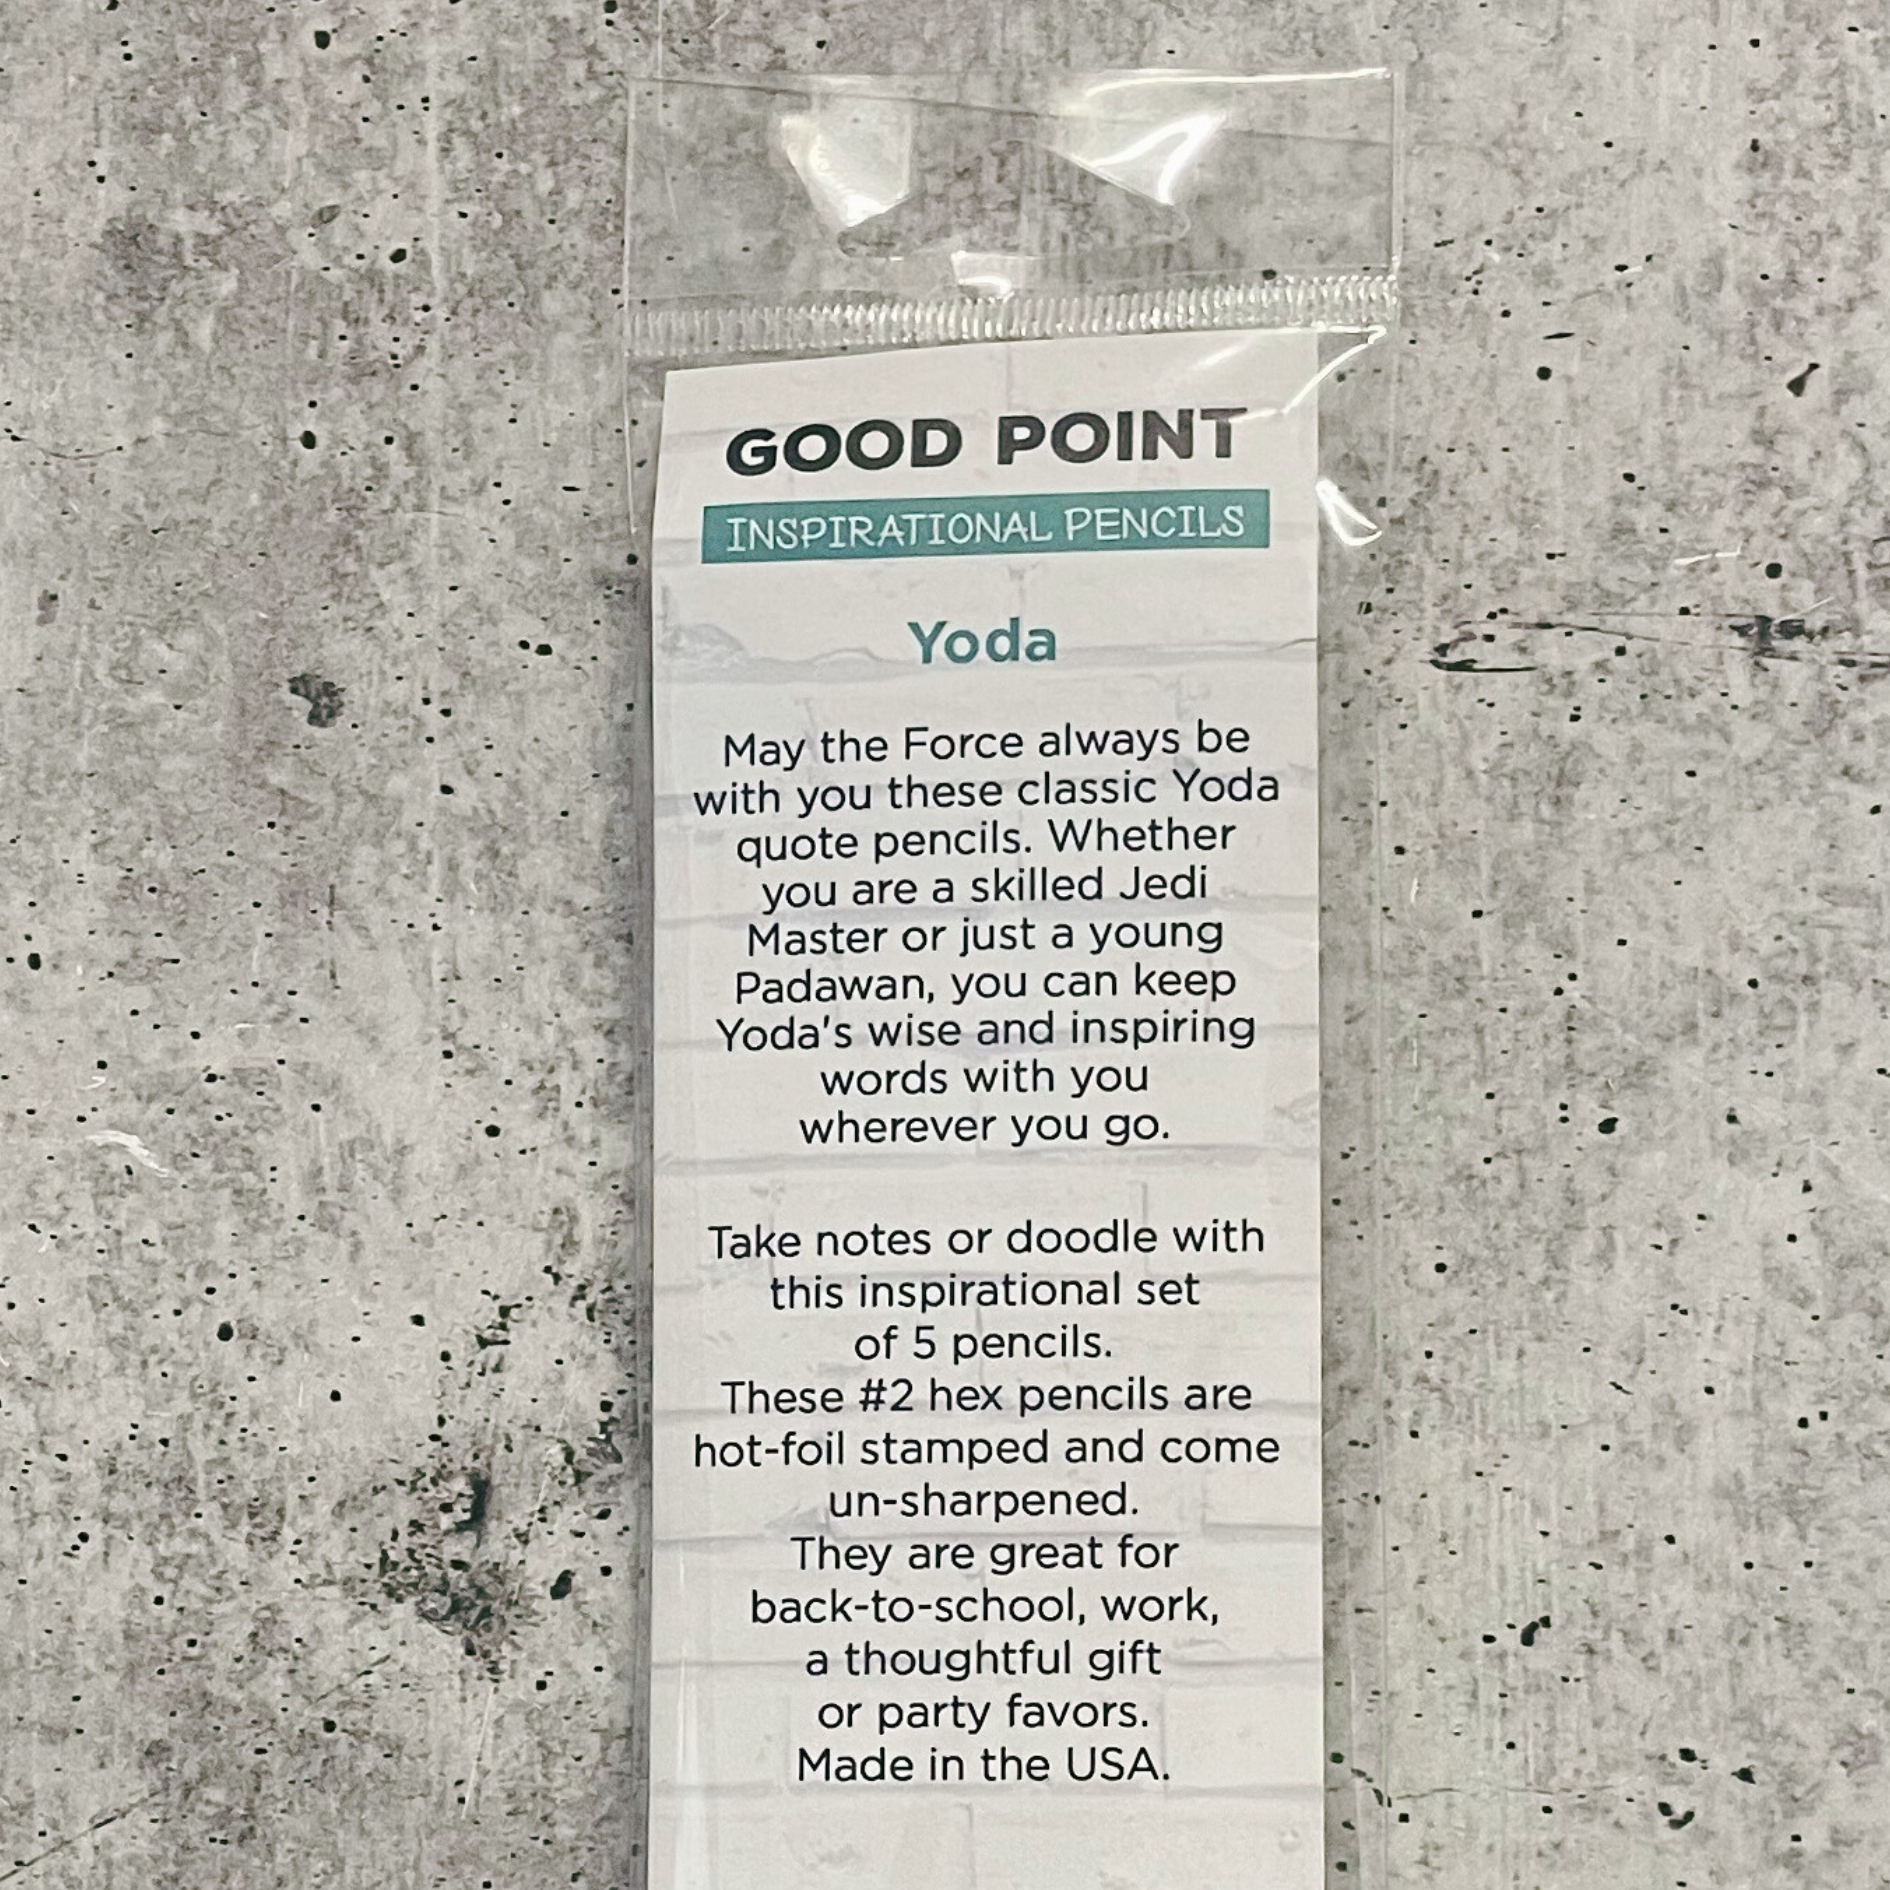 GOOD POINT
INSPIRATIONAL PENCILS
Yoda
May the Force always be
with you these classic Yoda
quote pencils. Whether
you are a skilled Jedi
Master or just a young
Padawan, you can keep
Yoda's wise and inspiring
words with you
wherever you go.
Take notes or doodle with
this inspirational set
of 5 pencils.
These #2 hex pencils are
hot-foil stamped and come
un-sharpened.
They are great for
back-to-school, work,
a thoughtful gift
or party favors.
Made in the USA.